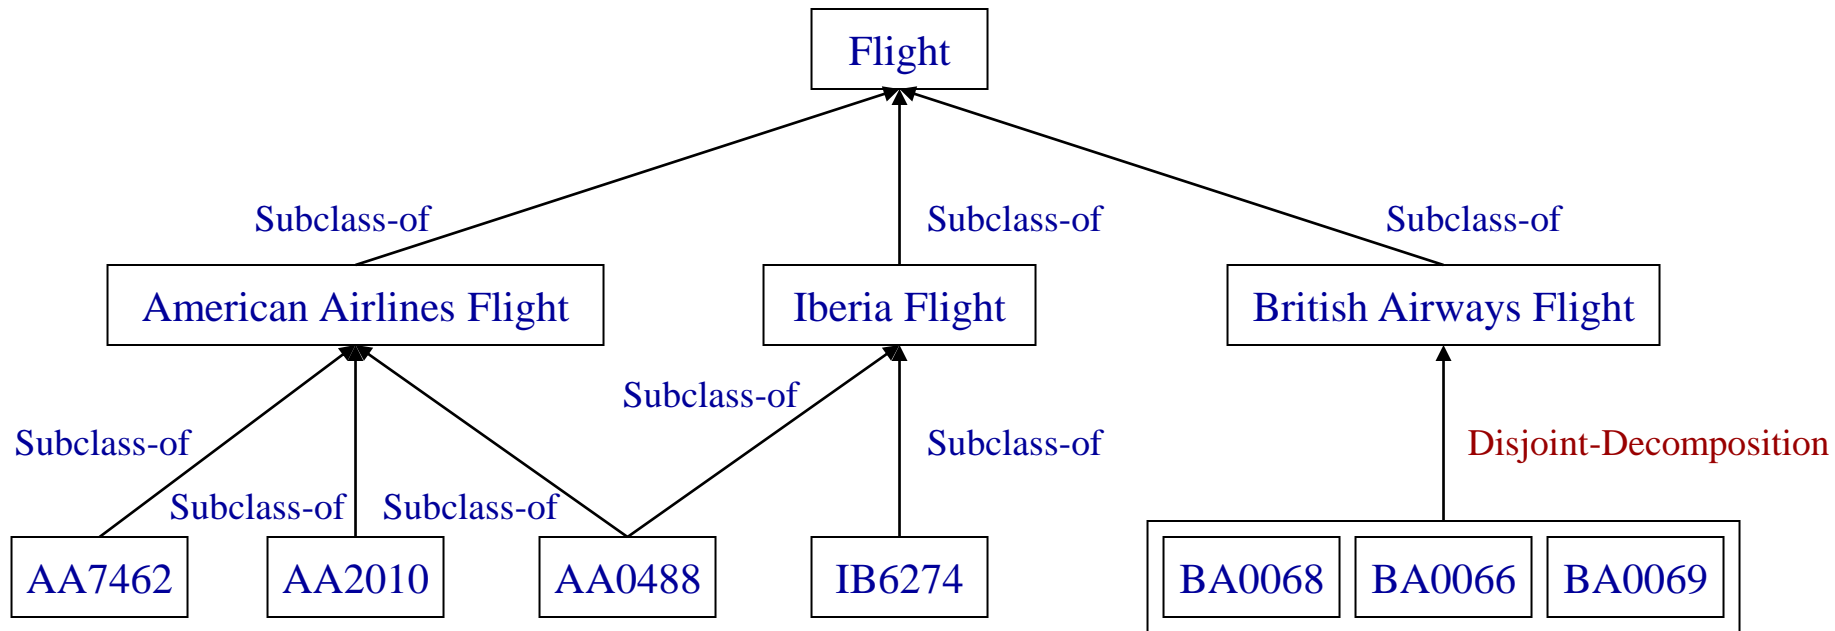 Flight
Subclass-of
Subclass-of
Subclass-of
American Airlines Flight
Iberia Flight
British Airways Flight
Subclass-of
Subclass-of
Subclass-of
Disjoint-Decomposition
Subclass-of
Subclass-of
AA7462
AA2010
AA0488
IB6274
BA0068
BA0066
BA0069